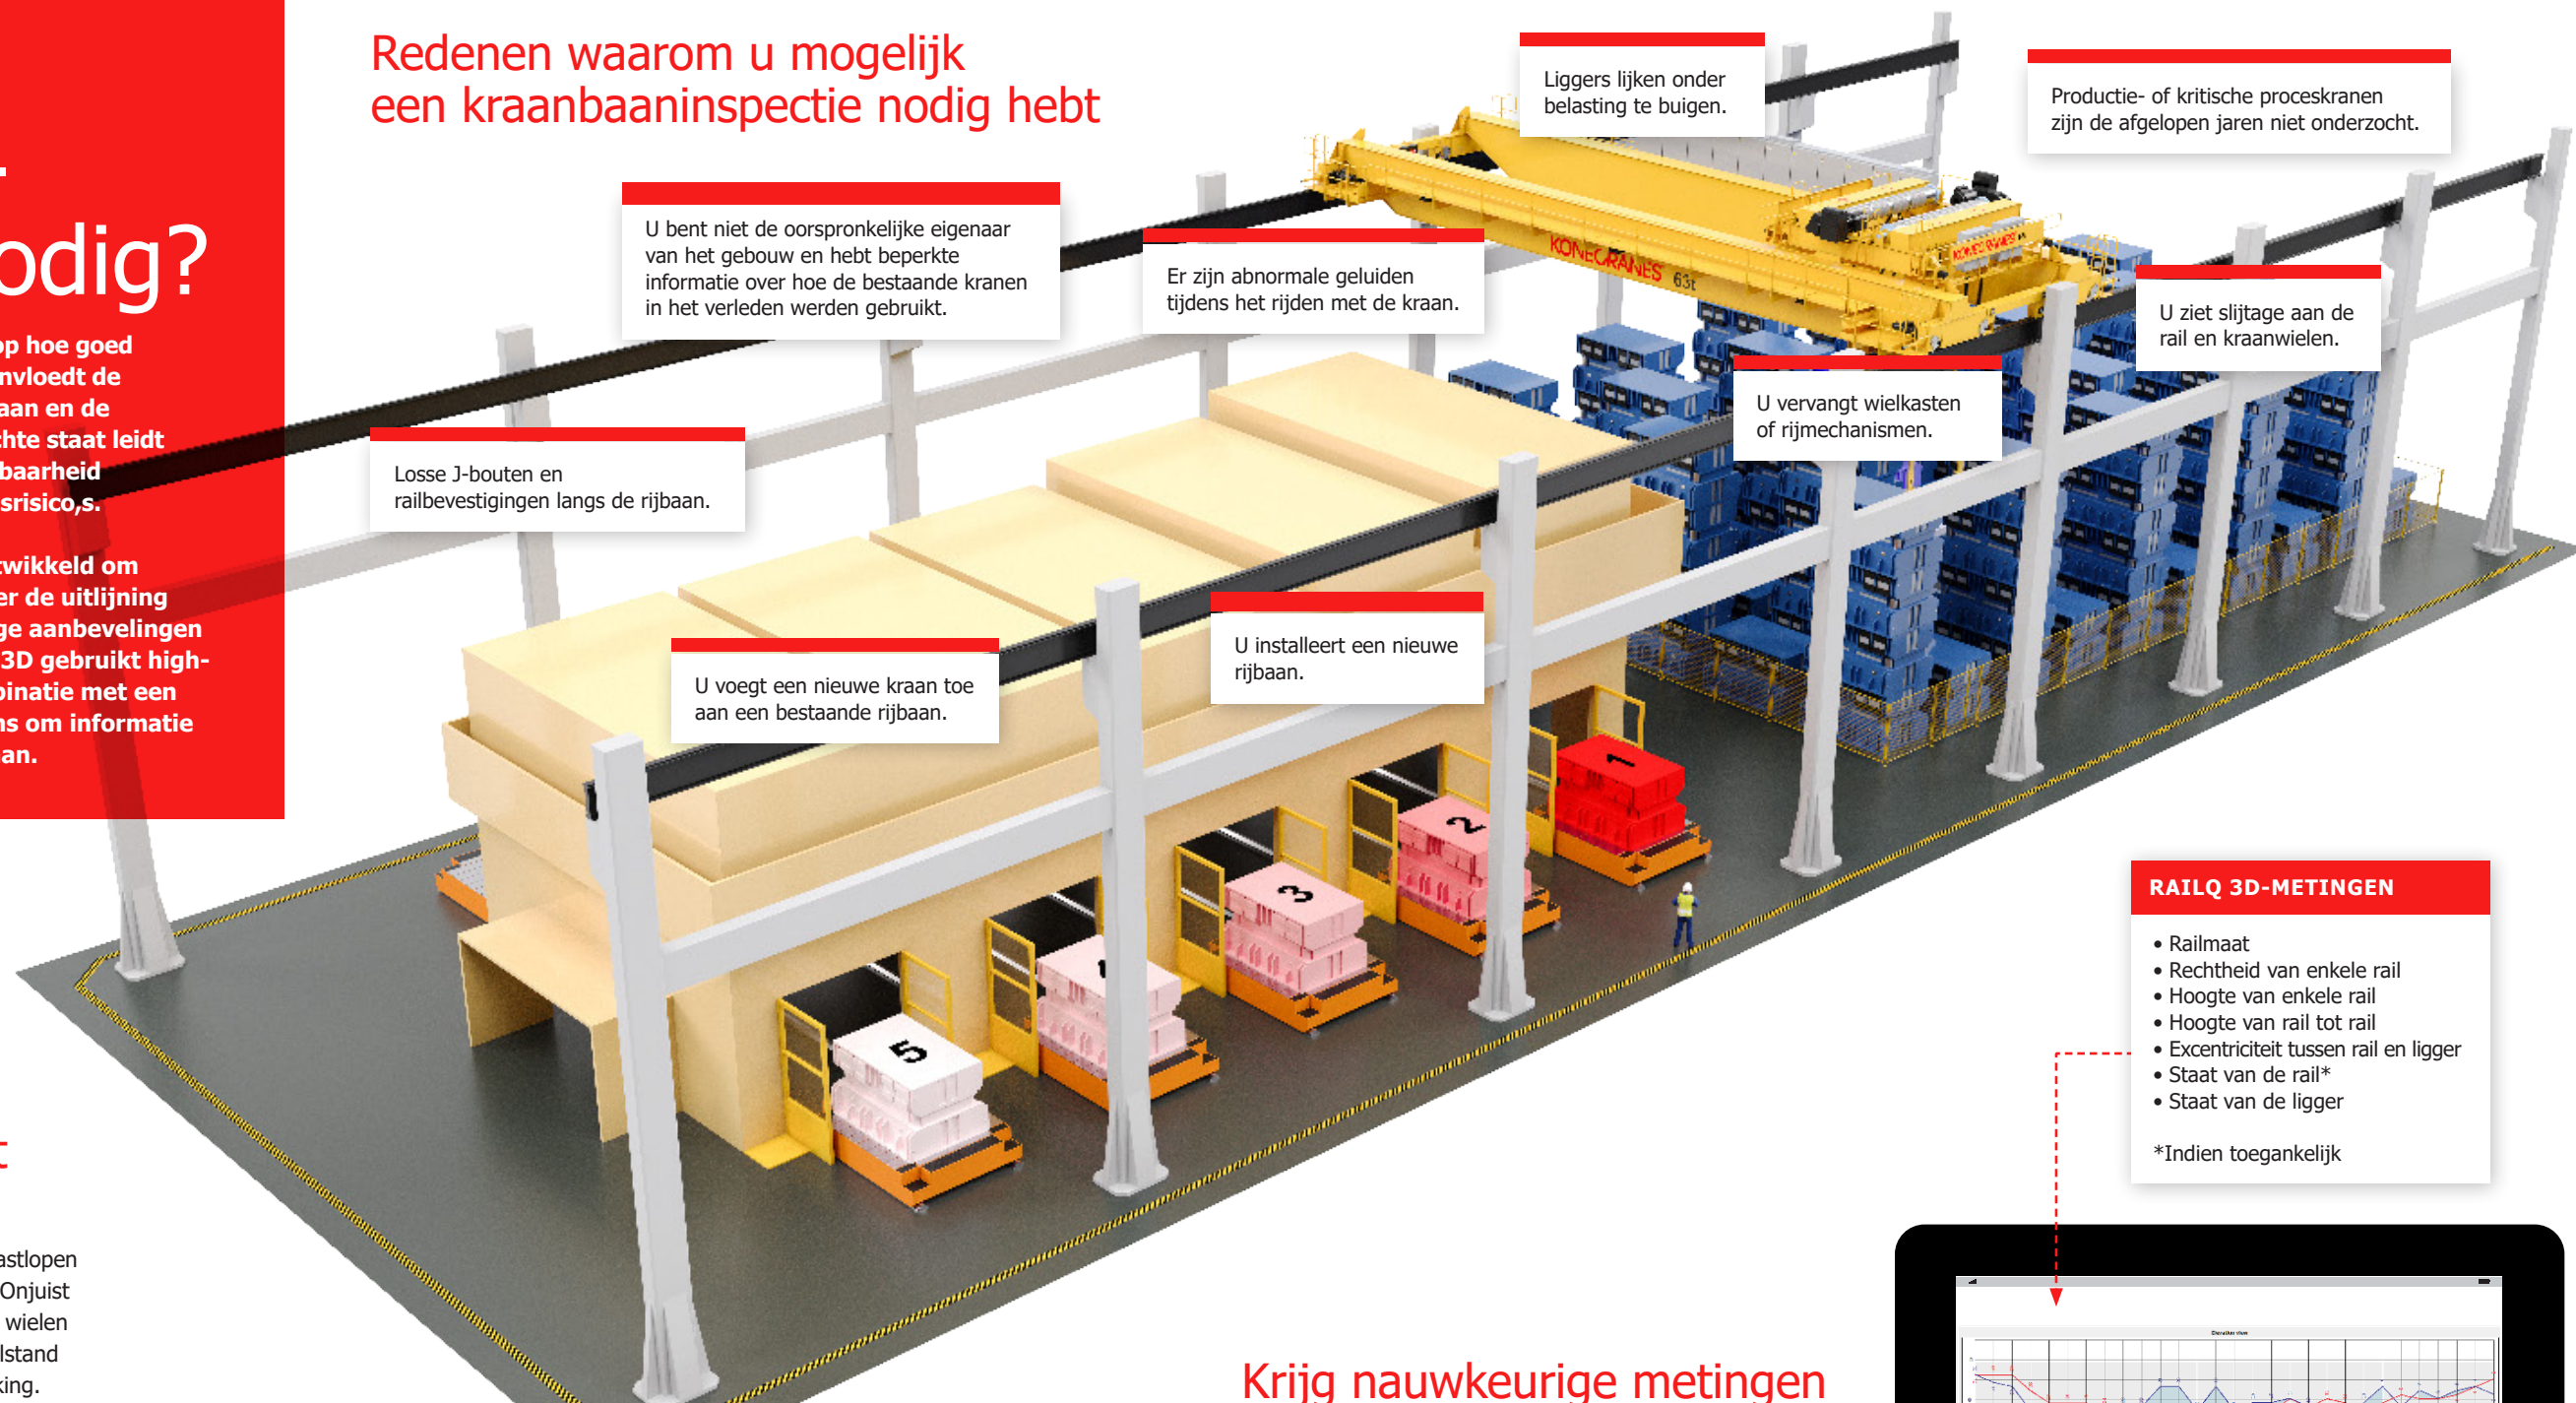 odig?
op hoe goed
nvloedt de
aan en de
chte staat leidt
baarheid
srisico,s.
twikkeld om
er de uitlijning
ge aanbevelingen
3D gebruikt high-
binatie met een
ns om informatie
an.
t
astlopen
Onjuist
wielen
lstand
king.
Redenen waarom u mogelijk
een kraanbaaninspectie nodig hebt
Liggers lijken onder
belasting te buigen.
Productie- of kritische proceskranen
zijn de afgelopen jaren niet onderzocht.
U bent niet de oorspronkelijke eigenaar
van het gebouw en hebt beperkte
informatie over hoe de bestaande kranen
in het verleden werden gebruikt.
Er zijn abnormale geluiden
tijdens het rijden met de kraan.
KONECRANES 63t
KONECRANES
U ziet slijtage aan de
rail en kraanwielen.
U vervangt wielkasten
of rijmechanismen.
Losse J-bouten en
railbevestigingen langs de rijbaan.
U installeert een nieuwe
rijbaan.
U voegt een nieuwe kraan toe
aan een bestaande rijbaan.
1
2
3
5
RAILQ 3D-METINGEN
• Railmaat
• Rechtheid van enkele rail
• Hoogte van enkele rail
• Hoogte van rail tot rail
• Excentriciteit tussen rail en ligger
• Staat van de rail*
• Staat van de ligger
*Indien toegankelijk
Krijg nauwkeurige metingen
Elevation view